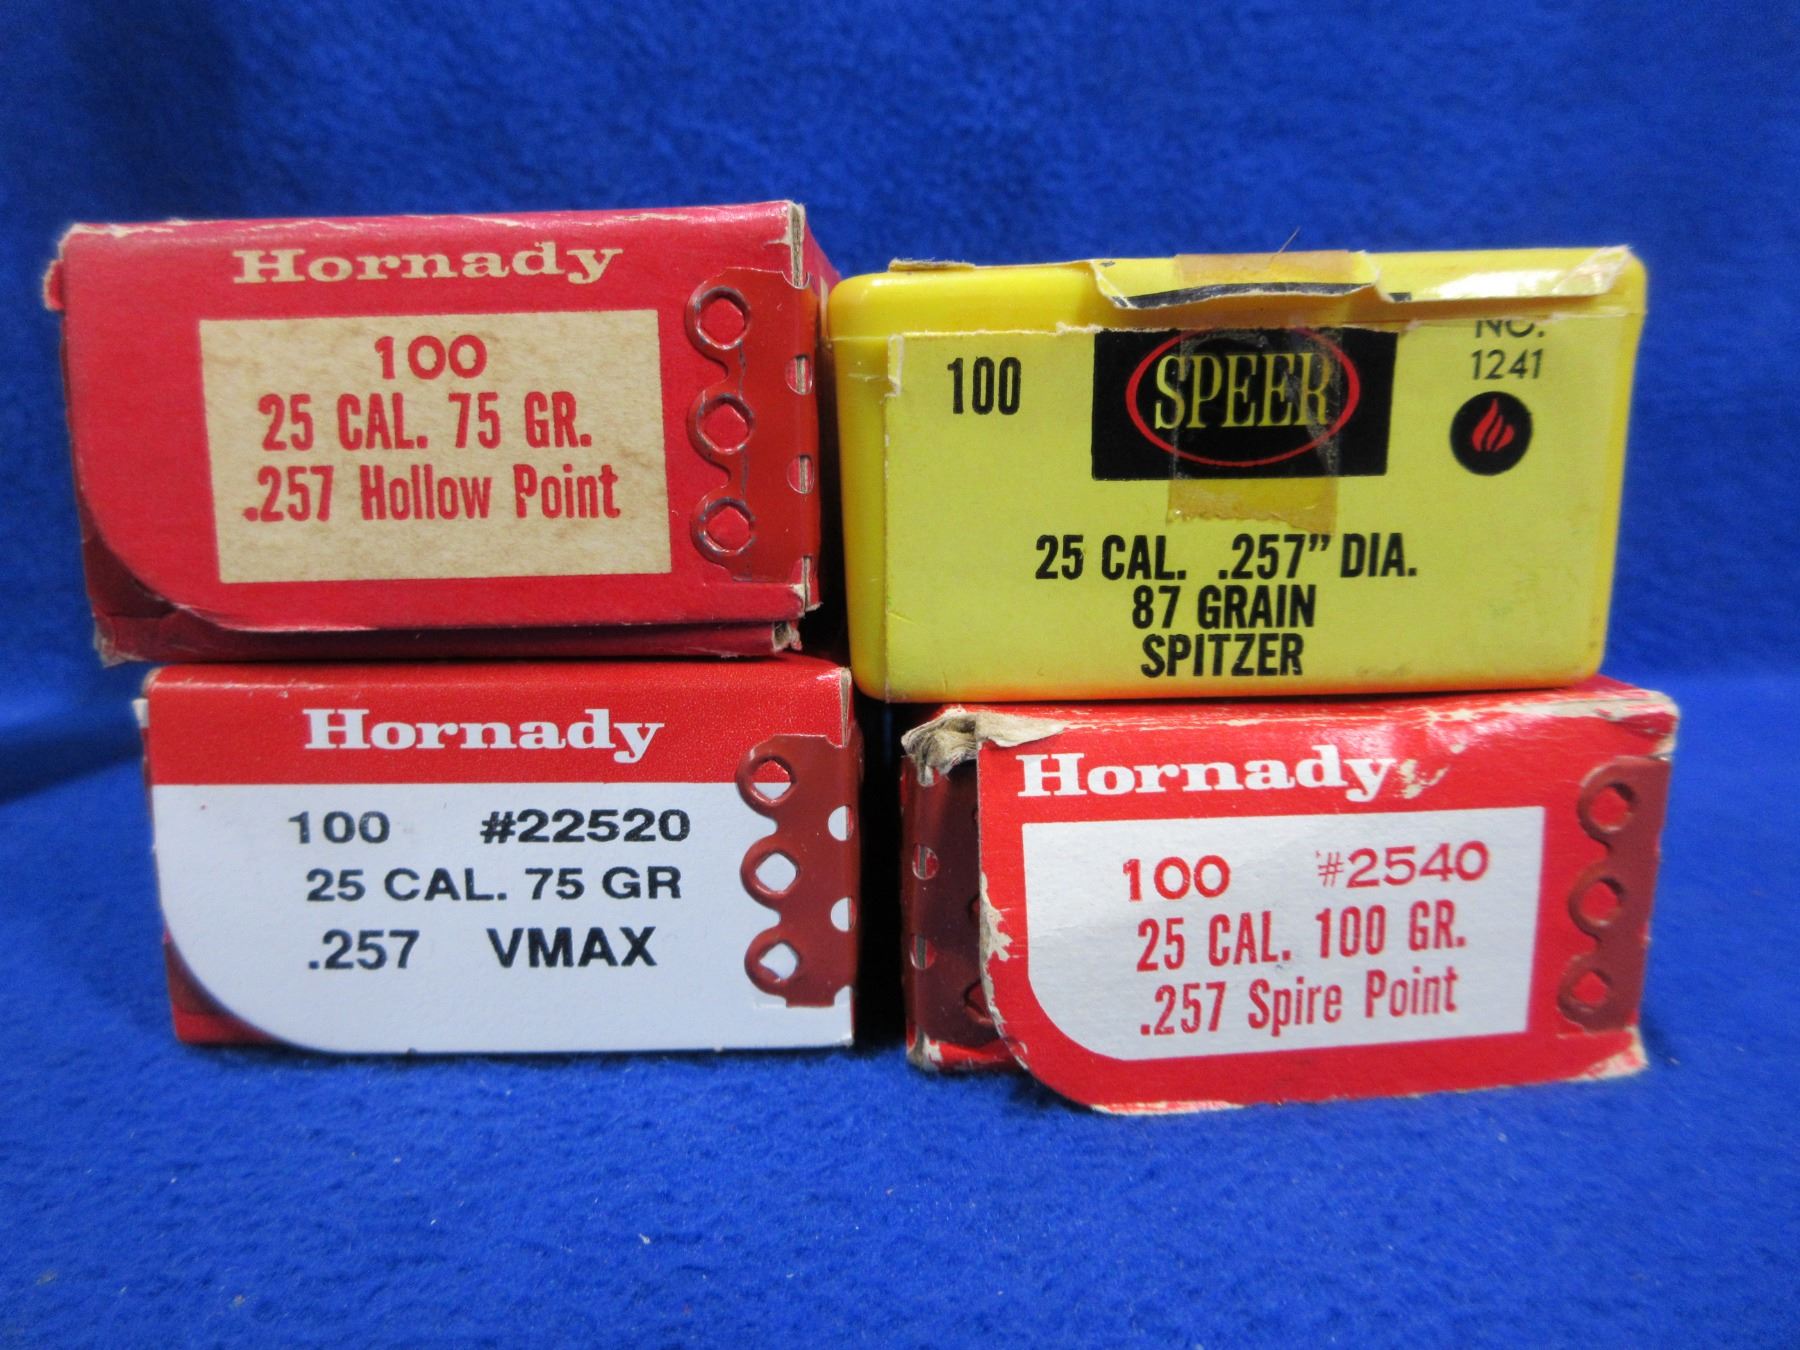 Hornady
100
25 CAL. 75 GR.
.257 Hollow Point
100 SPEER NO. 1241
25 CAL. .257” DIA.
87 GRAIN
SPITZER
Hornady
100 #22520
25 CAL. 75 GR
.257 VMAX
Hornady
100 #2540
25 CAL. 100 GR.
.257 Spire Point